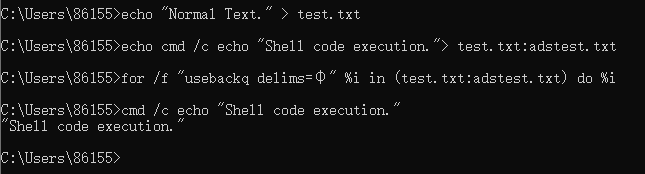 C:\Users\86155>echo "Normal Text." > test.txt
C:\Users\86155>echo cmd /c echo "Shell code execution."> test.txt:adstest.txt
C:\Users\86155>for /f "usebackq delims=φ" %i in (test.txt:adstest.txt) do %i
C:\Users\86155>cmd /c echo "Shell code execution."
"Shell code execution."
C:\Users\86155>